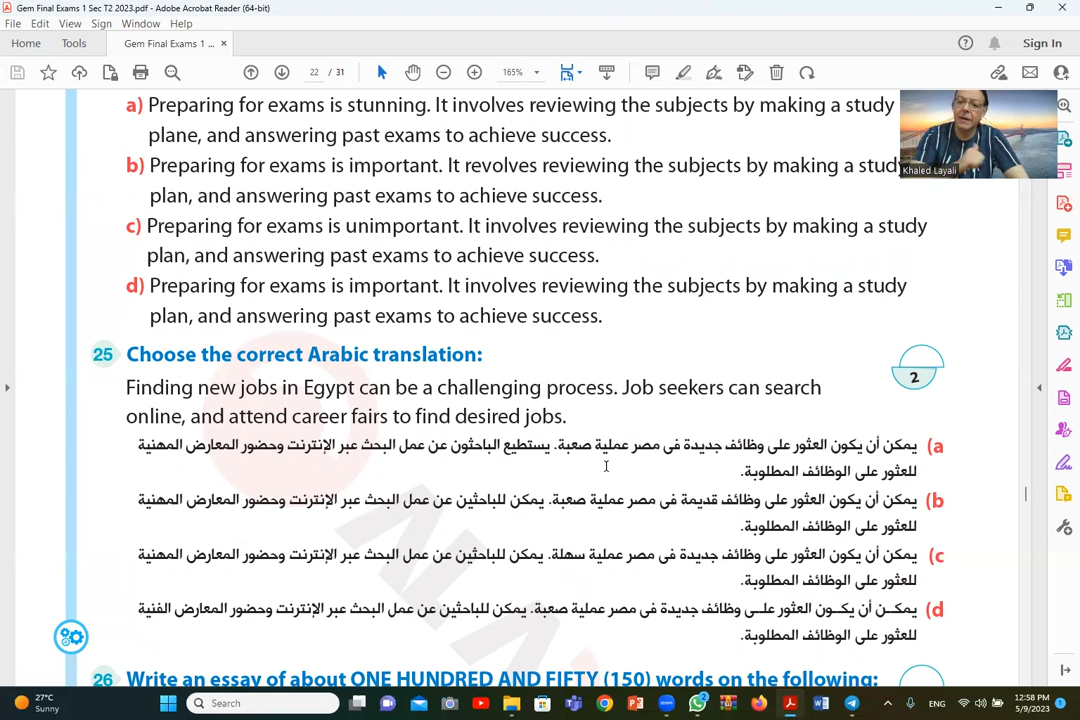 Gem Final Exams 1 Sec T2 2023.pdf - Adobe Acrobat Reader (64-bit)
File Edit View Sign Window Help
Home Tools Gem Final Exams 1 ... × Sign In
22 / 31 165%
a) Preparing for exams is stunning. It involves reviewing the subjects by making a study
plane, and answering past exams to achieve success.
b) Preparing for exams is important. It revolves reviewing the subjects by making a study
plan, and answering past exams to achieve success.
c) Preparing for exams is unimportant. It involves reviewing the subjects by making a study
plan, and answering past exams to achieve success.
d) Preparing for exams is important. It involves reviewing the subjects by making a study
plan, and answering past exams to achieve success.
Khaled Layali
25 Choose the correct Arabic translation:
2
Finding new jobs in Egypt can be a challenging process. Job seekers can search
online, and attend career fairs to find desired jobs.
a) يمكن أن يكون العثور على وظائف جديدة فى مصر عملية صعبة. يستطيع الباحثون عن عمل البحث عبر الإنترنت وحضور المعارض المهنية
للعثور على الوظائف المطلوبة.
b) يمكن أن يكون العثور على وظائف قديمة فى مصر عملية صعبة. يمكن للباحثين عن عمل البحث عبر الإنترنت وحضور المعارض المهنية
للعثور على الوظائف المطلوبة.
c) يمكن أن يكون العثور على وظائف جديدة فى مصر عملية سهلة. يمكن للباحثين عن عمل البحث عبر الإنترنت وحضور المعارض المهنية
للعثور على الوظائف المطلوبة.
d) يمكـن أن يكـون العثور علـى وظائف جديدة فى مصر عملية صعبة. يمكن للباحثين عن عمل البحث عبر الإنترنت وحضور المعارض الفنية
للعثور على الوظائف المطلوبة.
26 Write an essay of about ONE HUNDRED AND FIFTY (150) words on the following:
27°C
Sunny
Search
2
ENG
12:58 PM
5/9/2023